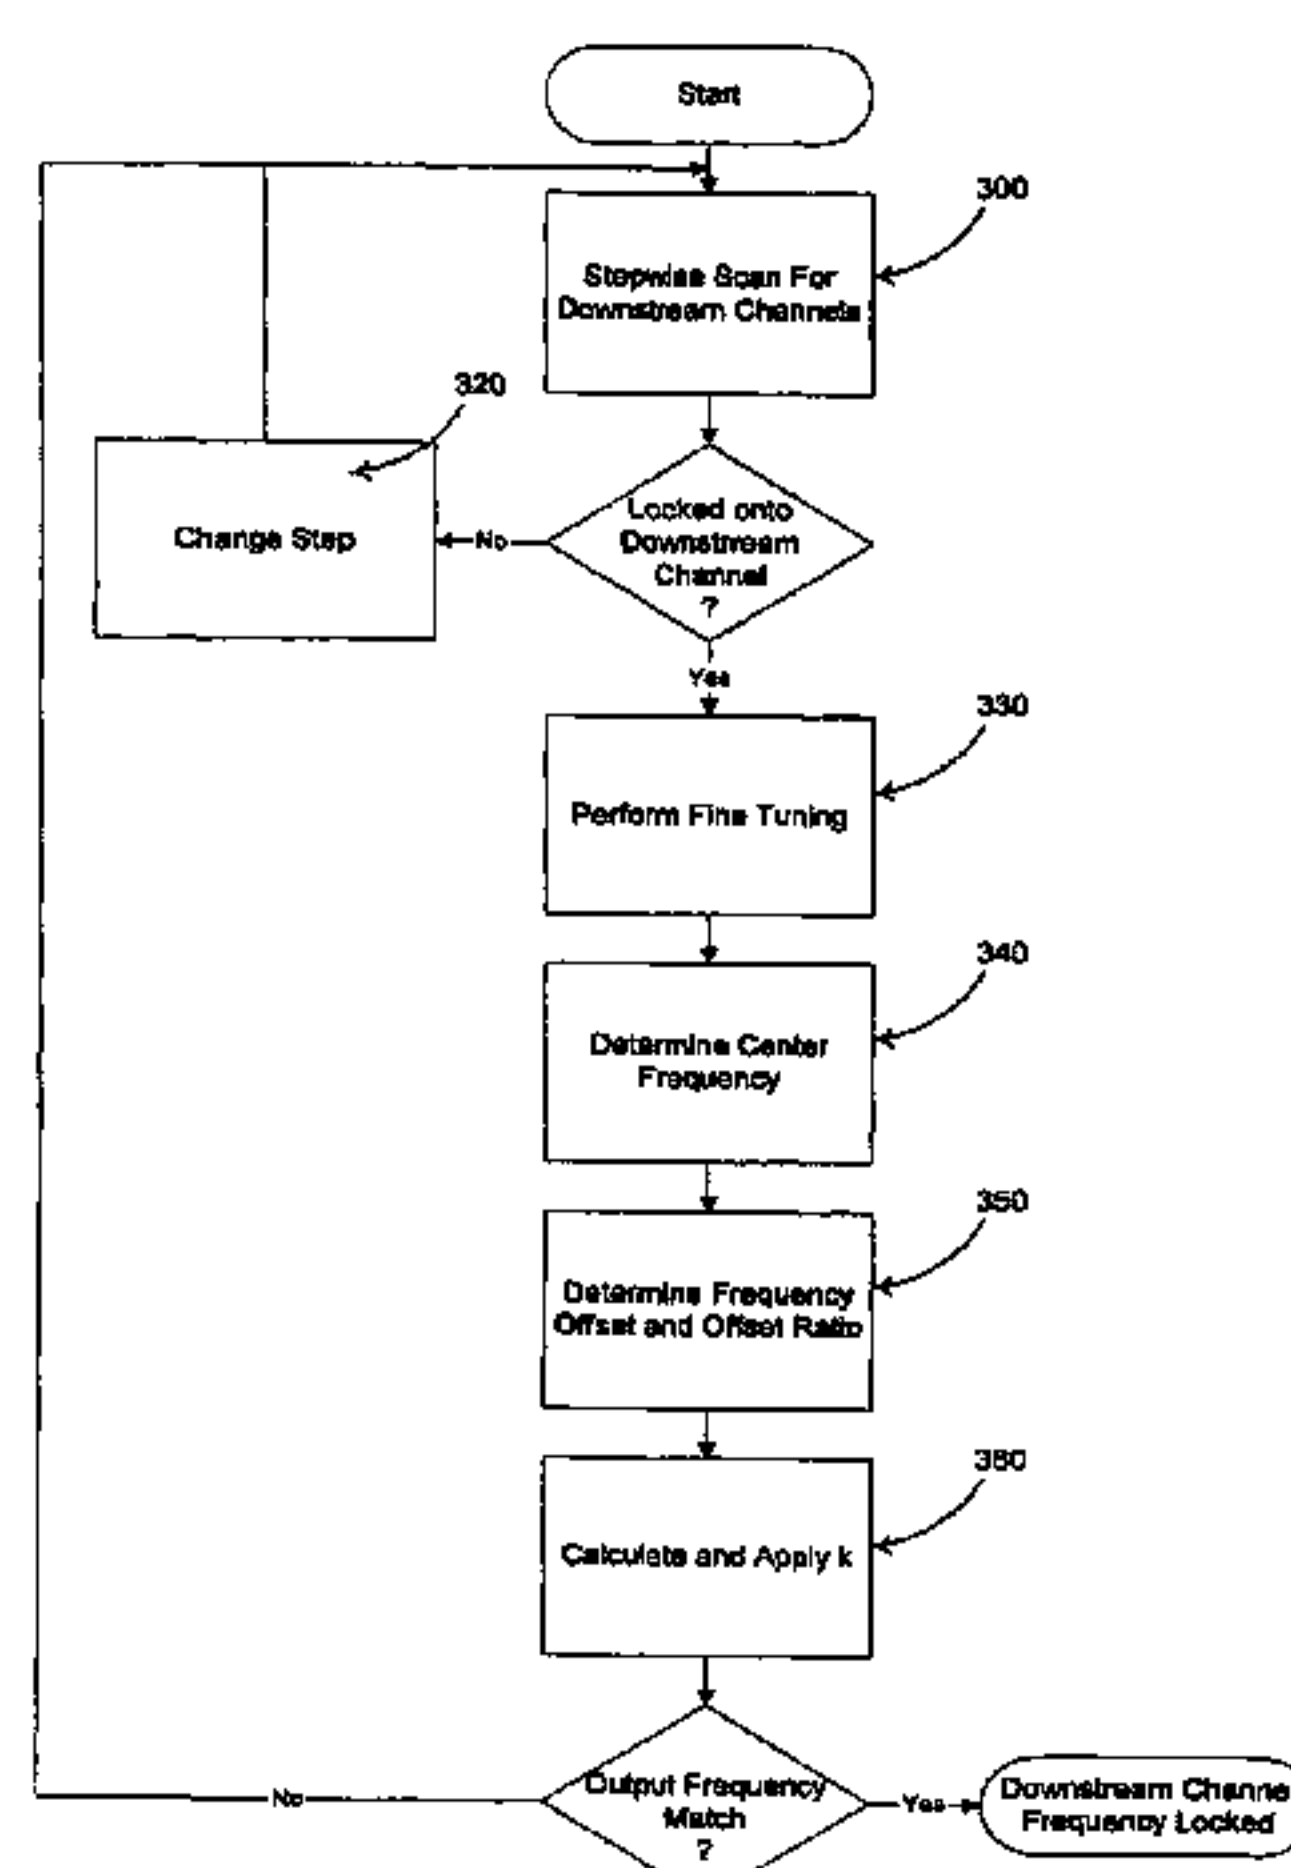 Start
300
Stepwise Scan For
Downstream Channels
320
Change Step
No
Locked onto
Downstream
Channel
?
Yes
330
Perform Fine Tuning
340
Determine Center
Frequency
350
Determine Frequency
Offset and Offset Ratio
360
Calculate and Apply k
No
Output Frequency
Match
?
Yes
Downstream Channe
Frequency Locked